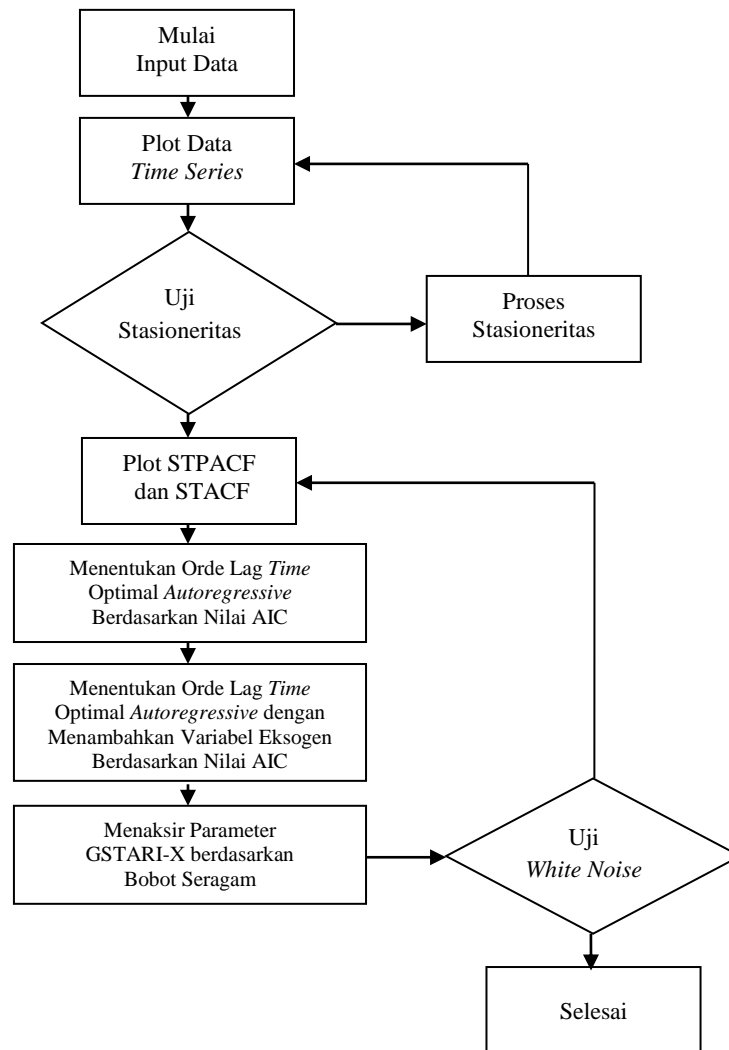 Mulai
Input Data
Plot Data
Time Series
Uji
Stasioneritas
Proses
Stasioneritas
Plot STPACF
dan STACF
Menentukan Orde Lag Time
Optimal Autoregressive
Berdasarkan Nilai AIC
Menentukan Orde Lag Time
Optimal Autoregressive dengan
Menambahkan Variabel Eksogen
Berdasarkan Nilai AIC
Menaksir Parameter
GSTARI-X berdasarkan
Bobot Seragam
Uji
White Noise
Selesai